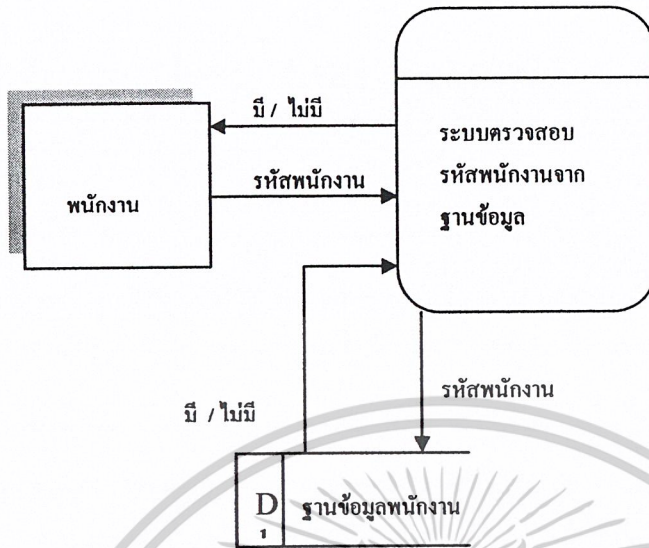 มี / ไม่มี
ระบบตรวจสอบ
รหัสพนักงานจาก
ฐานข้อมูล
รหัสพนักงาน
พนักงาน
รหัสพนักงาน
มี / ไม่มี
D
1
ฐานข้อมูลพนักงาน